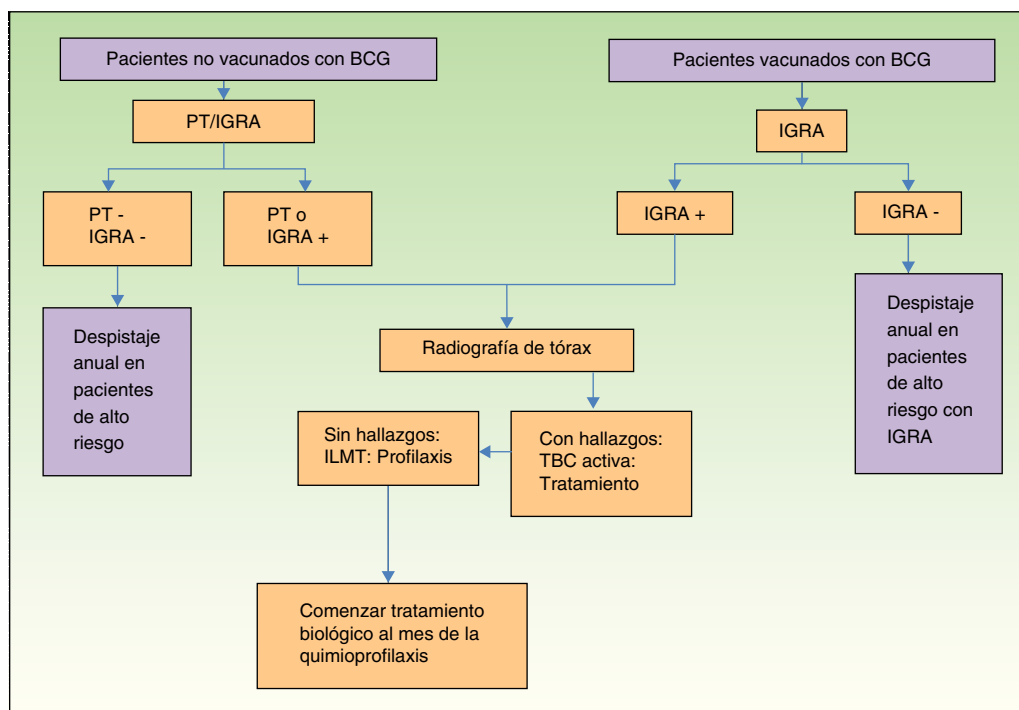 Pacientes no vacunados con BCG
Pacientes vacunados con BCG
PT/IGRA
IGRA
PT -
IGRA -
PT o
IGRA +
IGRA +
IGRA -
Despistaje
anual en
pacientes
de alto
riesgo
Despistaje
anual en
pacientes
de alto
riesgo con
IGRA
Radiografía de tórax
Sin hallazgos:
ILMT: Profilaxis
Con hallazgos:
TBC activa:
Tratamiento
Comenzar tratamiento
biológico al mes de la
quimioprofilaxis